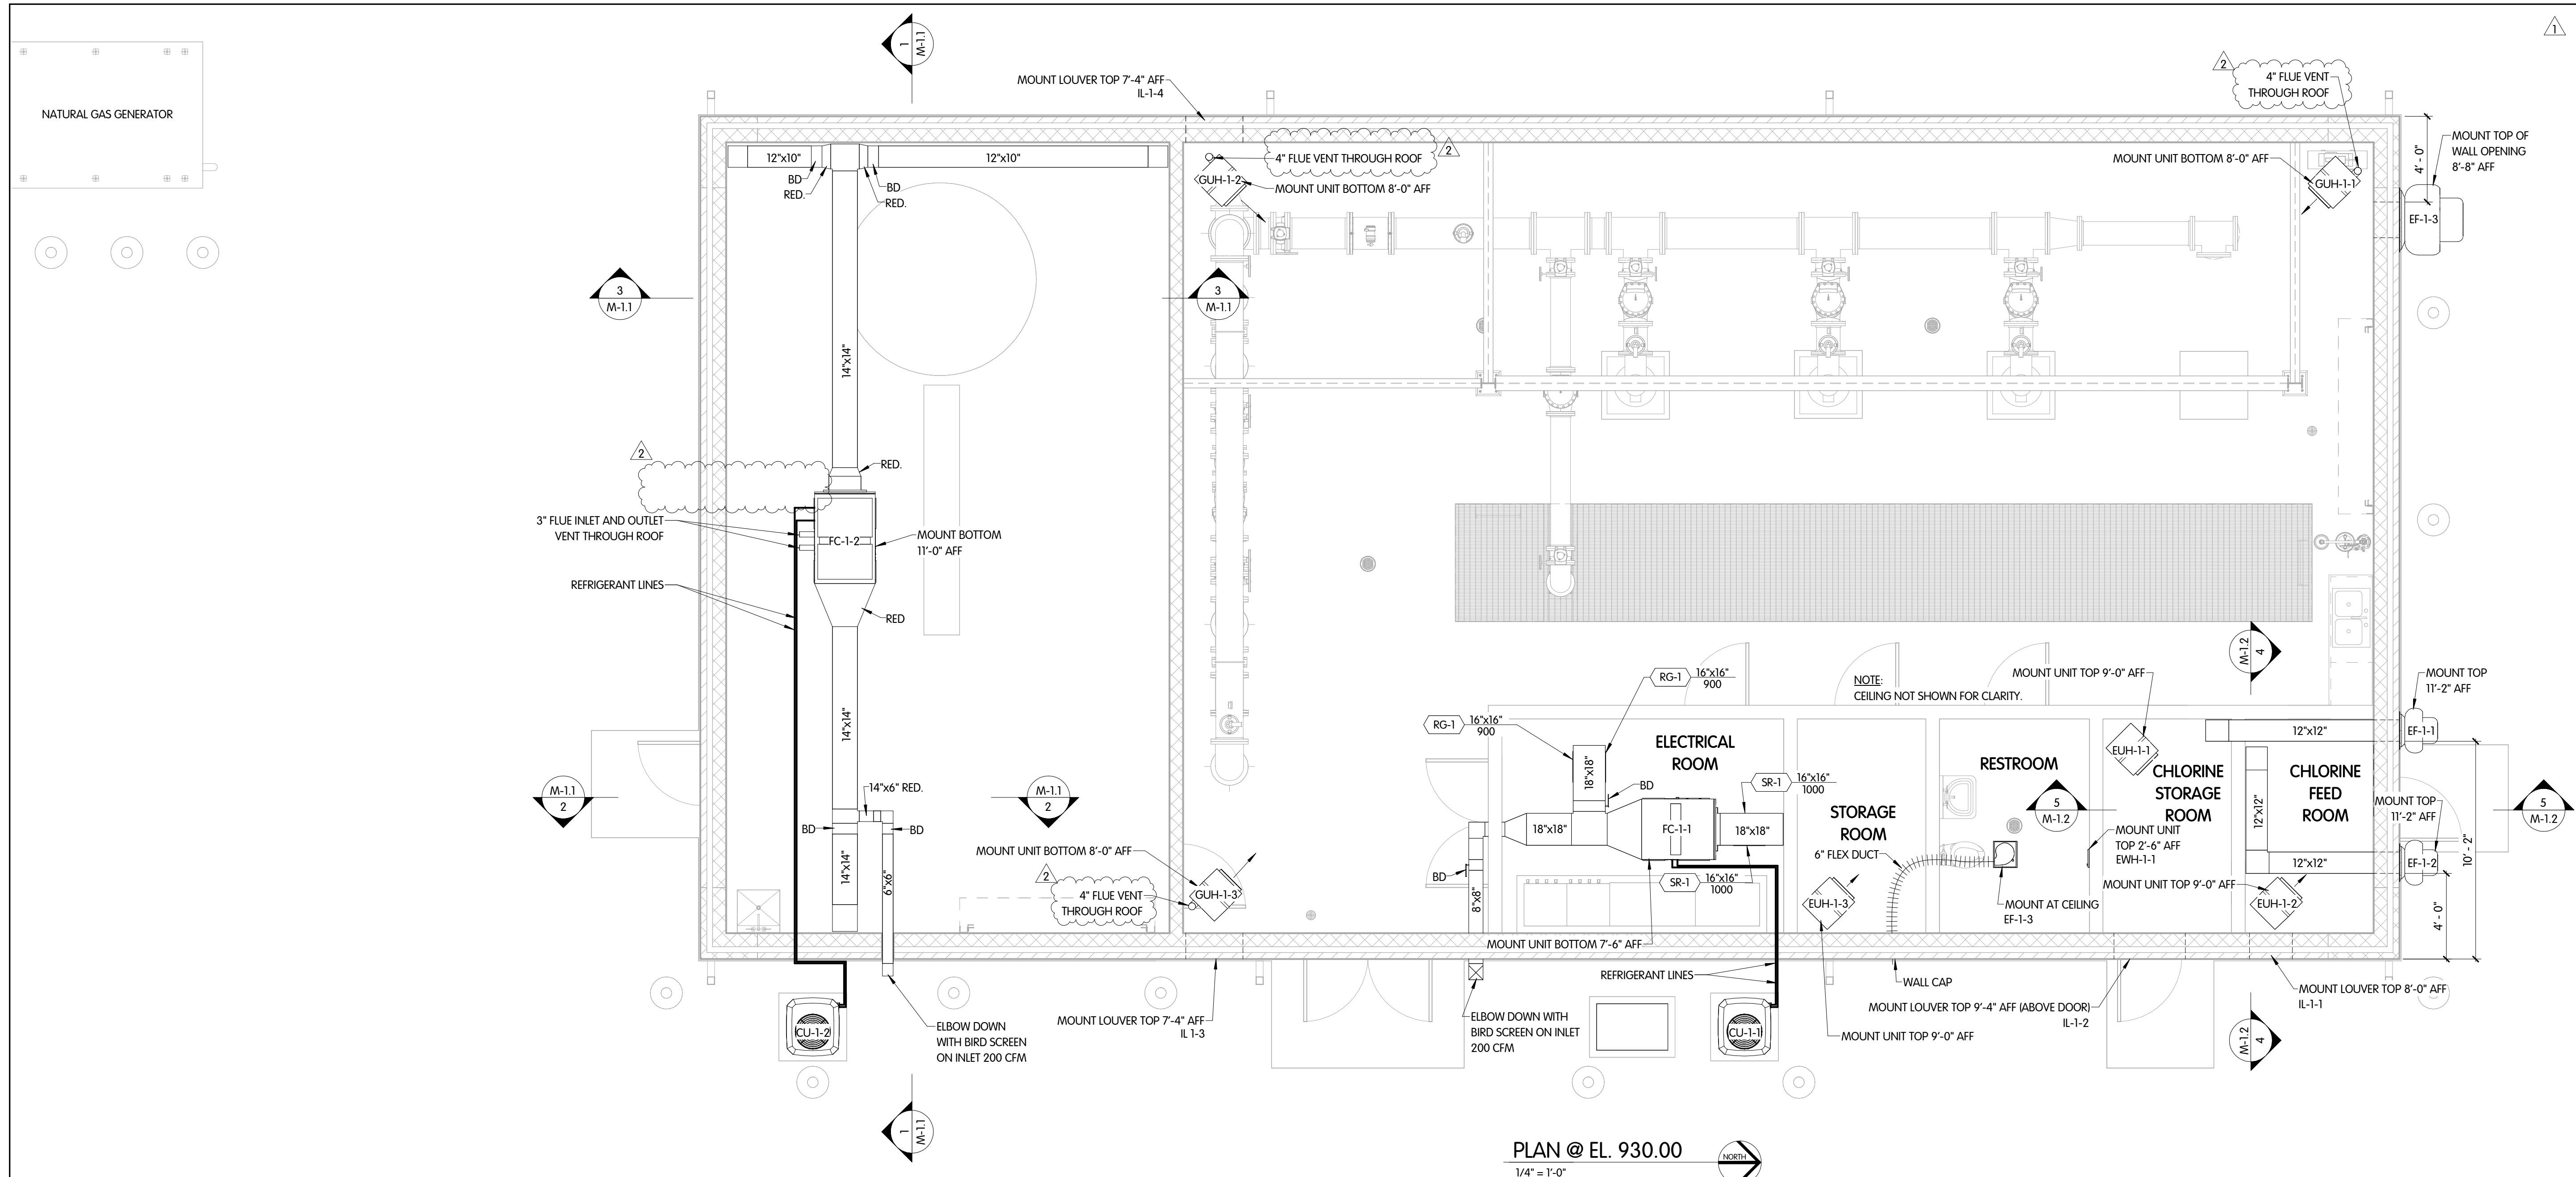 1
M-1.1
1
NATURAL GAS GENERATOR
MOUNT LOUVER TOP 7'-4" AFF
IL-1-4
2
4" FLUE VENT
THROUGH ROOF
12"x10"
12"x10"
BD
RED.
BD
RED.
4" FLUE VENT THROUGH ROOF
2
GUH-1-2
MOUNT UNIT BOTTOM 8'-0" AFF
MOUNT UNIT BOTTOM 8'-0" AFF
GUH-1-1
4' - 0"
MOUNT TOP OF
WALL OPENING
8'-8" AFF
EF-1-3
3
M-1.1
3
M-1.1
14"x14"
2
RED.
3" FLUE INLET AND OUTLET
VENT THROUGH ROOF
FC-1-2
MOUNT BOTTOM
11'-0" AFF
REFRIGERANT LINES
RED
14"x14"
M-1.2
4
RG-1
16"x16"
900
NOTE:
CEILING NOT SHOWN FOR CLARITY.
MOUNT UNIT TOP 9'-0" AFF
MOUNT TOP
11'-2" AFF
RG-1
16"x16"
900
ELECTRICAL
ROOM
18"x18"
BD
SR-1
16"x16"
1000
RESTROOM
EUH-1-1
CHLORINE
STORAGE
ROOM
CHLORINE
FEED
ROOM
12"x12"
EF-1-1
12"x12"
M-1.1
2
M-1.1
2
14"x6" RED.
BD
BD
14"x14"
6"x6"
18"x18"
FC-1-1
18"x18"
STORAGE
ROOM
5
M-1.2
5
M-1.2
MOUNT TOP
11'-2" AFF
EF-1-2
10' - 2"
4' - 0"
MOUNT UNIT
TOP 2'-6" AFF
EWH-1-1
12"x12"
MOUNT UNIT BOTTOM 8'-0" AFF
2
4" FLUE VENT
THROUGH ROOF
GUH-1-3
BD
8"x8"
SR-1
16"x16"
1000
6" FLEX DUCT
EUH-1-3
MOUNT AT CEILING
EF-1-3
MOUNT UNIT TOP 9'-0" AFF
EUH-1-2
MOUNT UNIT BOTTOM 7'-6" AFF
REFRIGERANT LINES
WALL CAP
MOUNT LOUVER TOP 8'-0" AFF
IL-1-1
MOUNT LOUVER TOP 9'-4" AFF (ABOVE DOOR)
IL-1-2
CU-1-2
ELBOW DOWN
WITH BIRD SCREEN
ON INLET 200 CFM
MOUNT LOUVER TOP 7'-4" AFF
IL 1-3
ELBOW DOWN WITH
BIRD SCREEN ON INLET
200 CFM
CU-1-1
MOUNT UNIT TOP 9'-0" AFF
M-1.2
4
1
M-1.1
PLAN @ EL. 930.00
1/4" = 1'-0"
NORTH